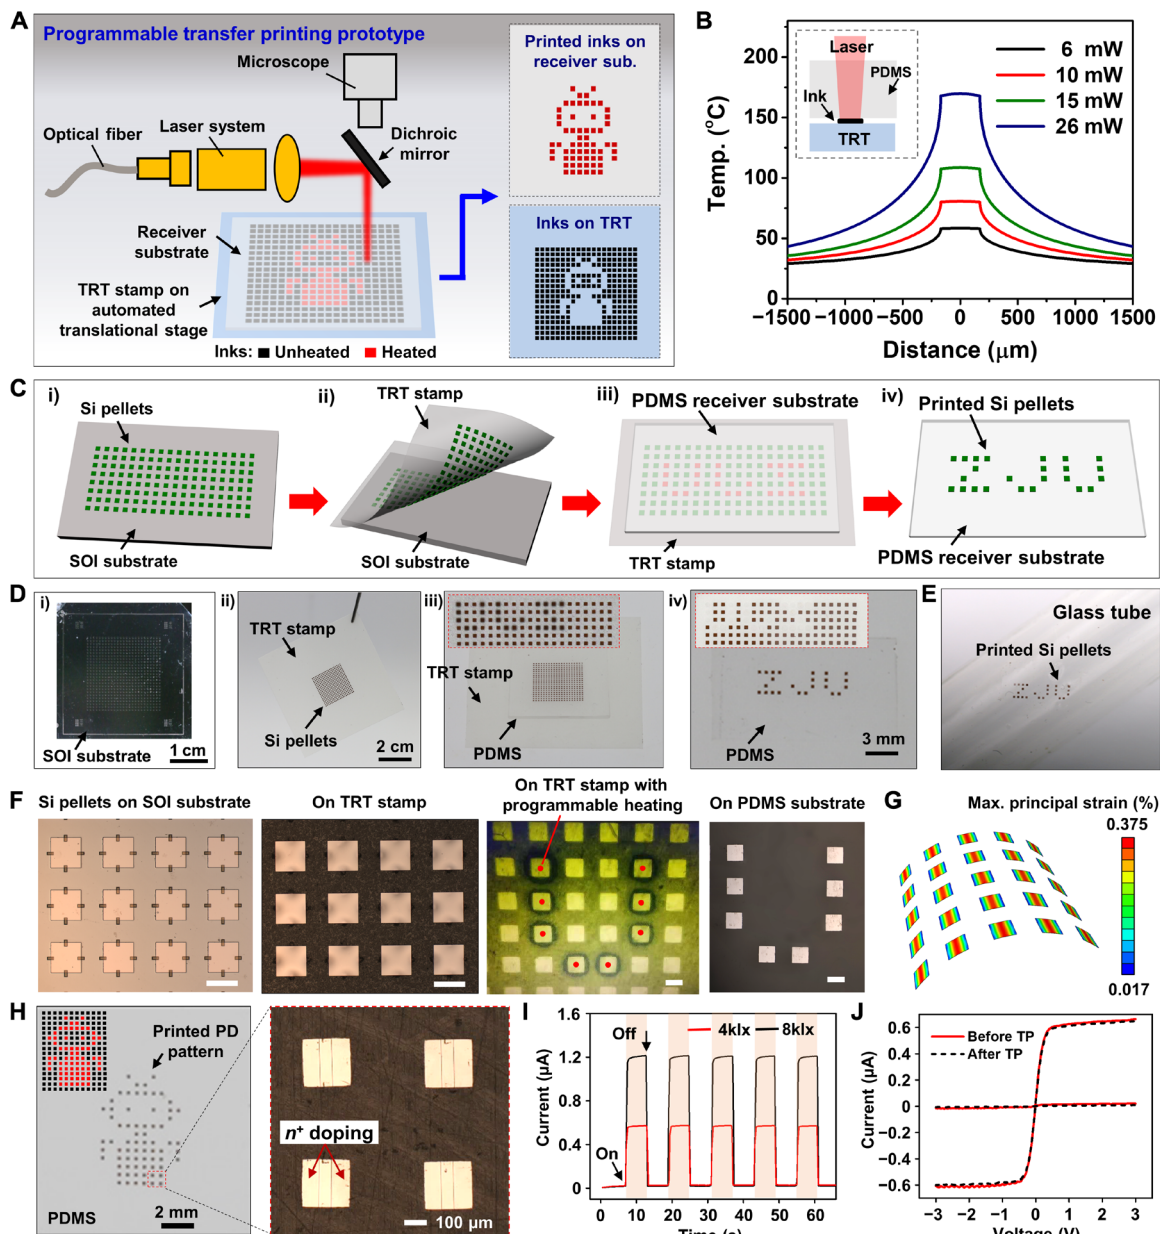 A
Programmable transfer printing prototype
Microscope
Optical fiber
Laser system
Dichroic
mirror
Receiver
substrate
TRT stamp on
automated
translational stage
Inks: Unheated Heated
Printed inks on
receiver sub.
Inks on TRT
B
Laser
PDMS
Ink
TRT
6 mW
10 mW
15 mW
26 mW
Temp. (°C)
200
150
100
50
0
−1500 −1000 −500 0 500 1000 1500
Distance (μm)
C
i)
Si pellets
SOI substrate
ii)
TRT stamp
SOI substrate
iii)
PDMS receiver substrate
TRT stamp
iv)
Printed Si pellets
PDMS receiver substrate
D
i)
SOI substrate
1 cm
ii)
TRT stamp
Si pellets
2 cm
iii)
TRT stamp
PDMS
iv)
PDMS
3 mm
E
Glass tube
Printed Si pellets
F
Si pellets on SOI substrate
On TRT stamp
On TRT stamp with
programmable heating
On PDMS substrate
G
Max. principal strain (%)
0.375
0.017
H
Printed PD
pattern
PDMS
2 mm
n+ doping
100 μm
I
Current (μA)
1.6
1.2
0.8
0.4
0
Off
On
4klx
8klx
0 10 20 30 40 50 60
Time (s)
J
Current (μA)
0.6
0.4
0.2
0
−0.2
−0.4
−0.6
Before TP
After TP
−3 −2 −1 0 1 2 3
Voltage (V)